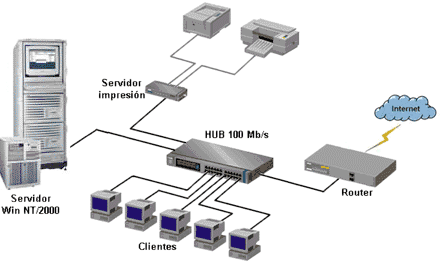 Servidor
impresión
HUB 100 Mb/s
Internet
Router
Servidor
Win NT/2000
Clientes